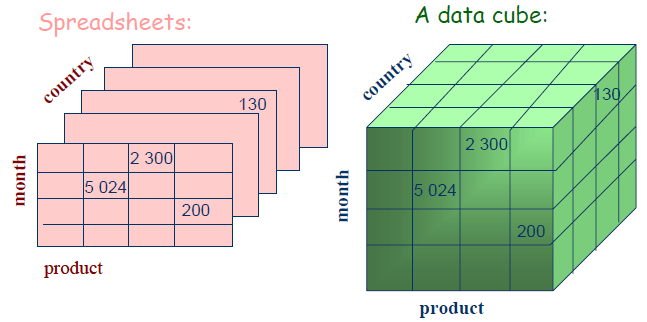 Spreadsheets:
country
130
month
2 300
5 024
200
product
A data cube:
country
130
month
2 300
5 024
200
product